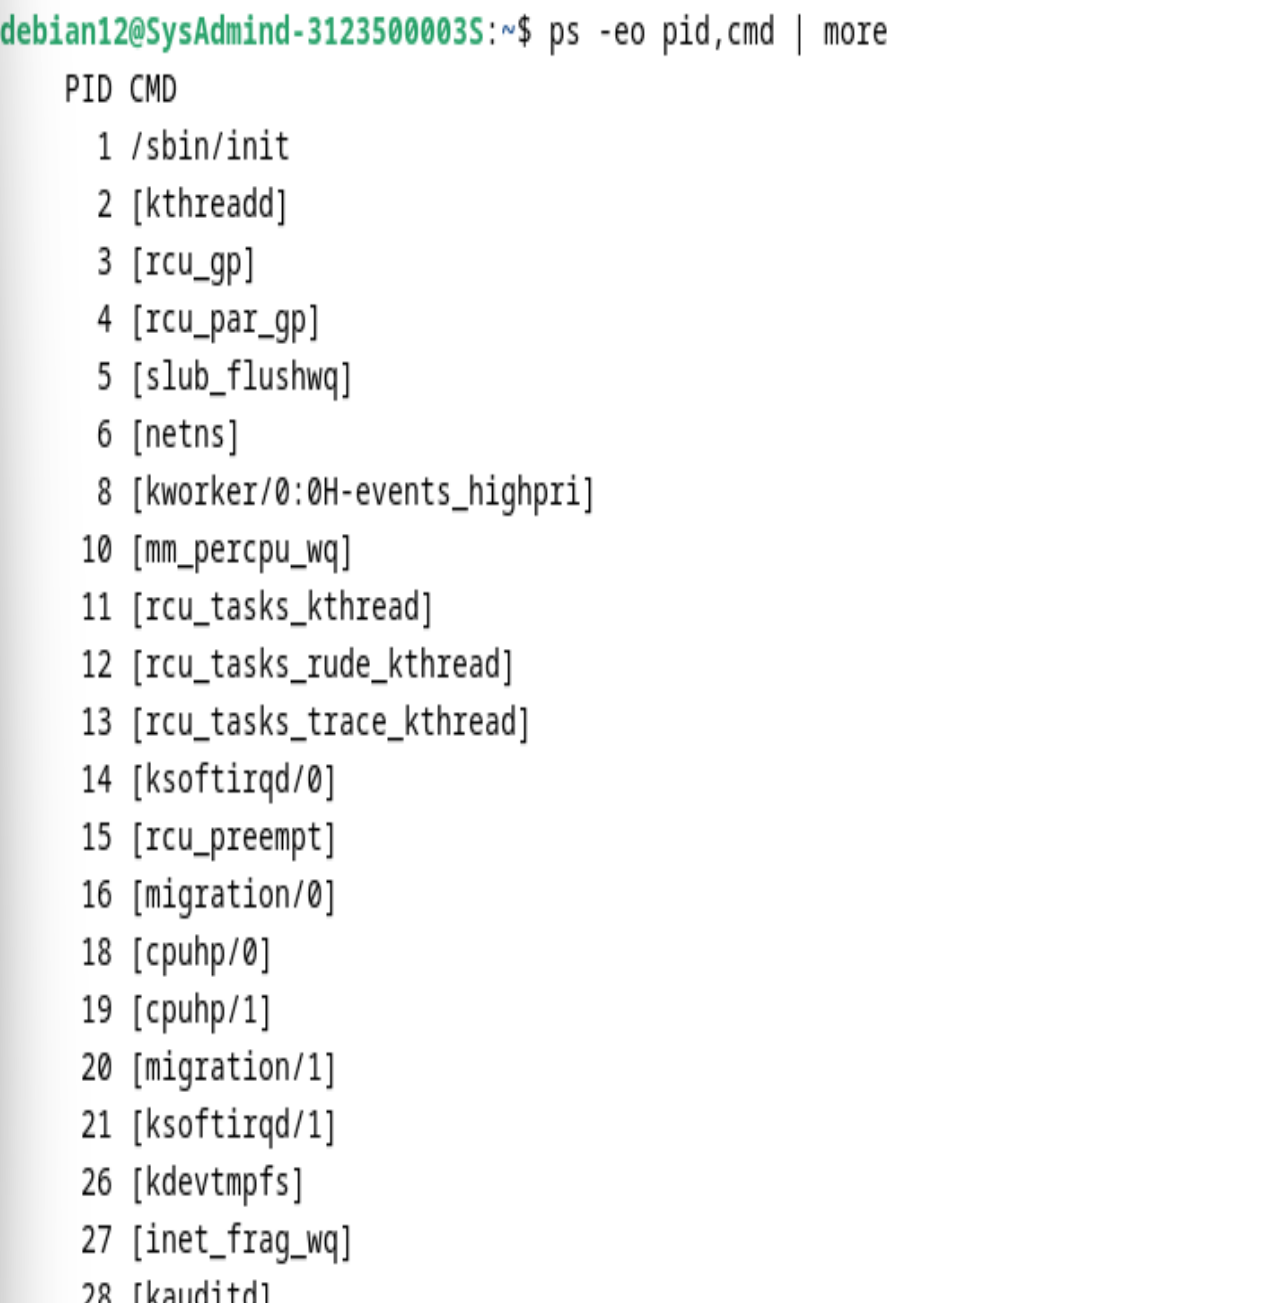 debian12@SysAdmind-3123500003S:~$ ps -eo pid,cmd | more
PID CMD
1 /sbin/init
2 [kthreadd]
3 [rcu_gp]
4 [rcu_par_gp]
5 [slub_flushwq]
6 [netns]
8 [kworker/0:0H-events_highpri]
10 [mm_percpu_wq]
11 [rcu_tasks_kthread]
12 [rcu_tasks_rude_kthread]
13 [rcu_tasks_trace_kthread]
14 [ksoftirqd/0]
15 [rcu_preempt]
16 [migration/0]
18 [cpuhp/0]
19 [cpuhp/1]
20 [migration/1]
21 [ksoftirqd/1]
26 [kdevtmpfs]
27 [inet_frag_wq]
28 [kauditd]